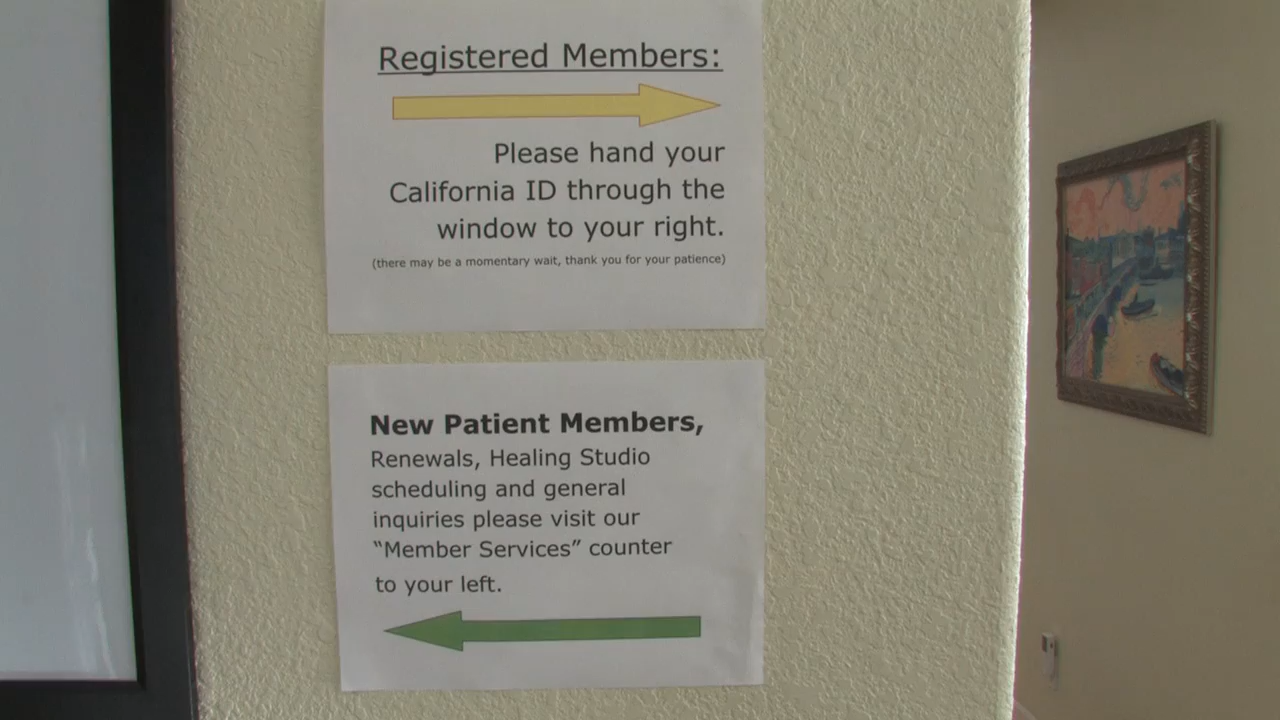 Registered Members:
Please hand your
California ID through the
window to your right.
(there may be a momentary wait, thank you for your patience)
New Patient Members,
Renewals, Healing Studio
scheduling and general
inquiries please visit our
“Member Services” counter
to your left.